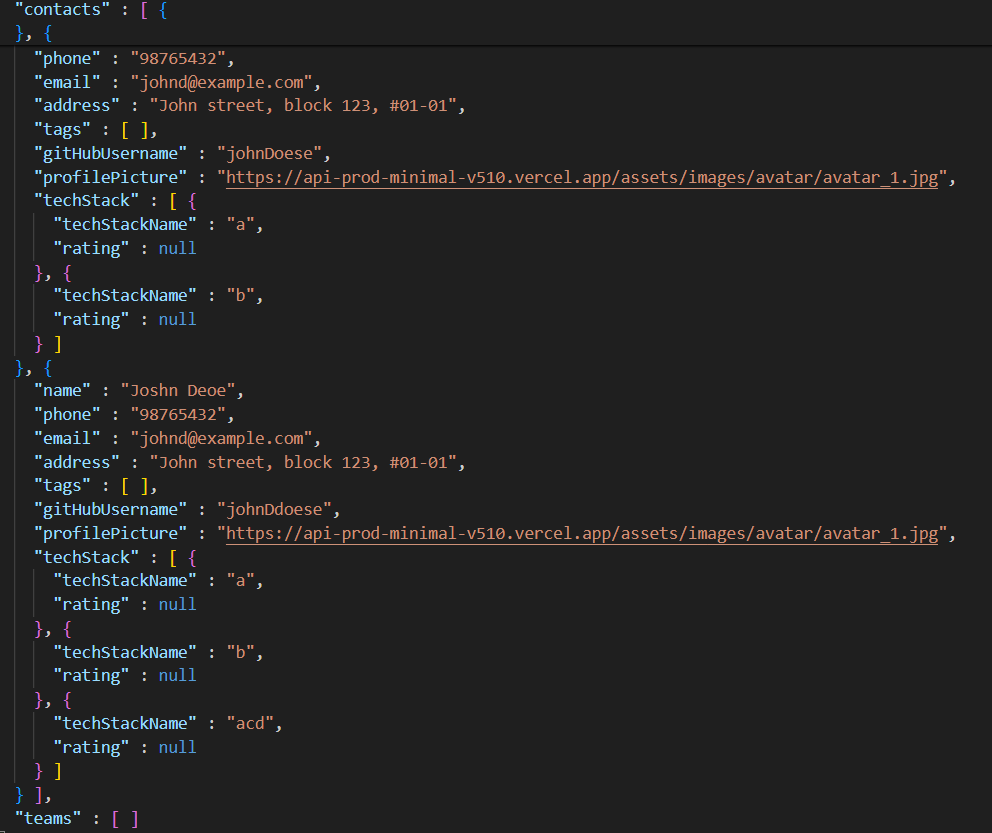 "contacts" : [ {
}, {
"phone" : "98765432",
"email" : "johnd@example.com",
"address" : "John street, block 123, #01-01",
"tags" : [ ],
"gitHubUsername" : "johnDoese",
"profilePicture" : "https://api-prod-minimal-v510.vercel.app/assets/images/avatar/avatar_1.jpg",
"techStack" : [ {
"techStackName" : "a",
"rating" : null
}, {
"techStackName" : "b",
"rating" : null
} ]
}, {
"name" : "Joshn Deoe",
"phone" : "98765432",
"email" : "johnd@example.com",
"address" : "John street, block 123, #01-01",
"tags" : [ ],
"gitHubUsername" : "johnDdoese",
"profilePicture" : "https://api-prod-minimal-v510.vercel.app/assets/images/avatar/avatar_1.jpg",
"techStack" : [ {
"techStackName" : "a",
"rating" : null
}, {
"techStackName" : "b",
"rating" : null
}, {
"techStackName" : "acd",
"rating" : null
} ]
} ],
"teams" : [ ]